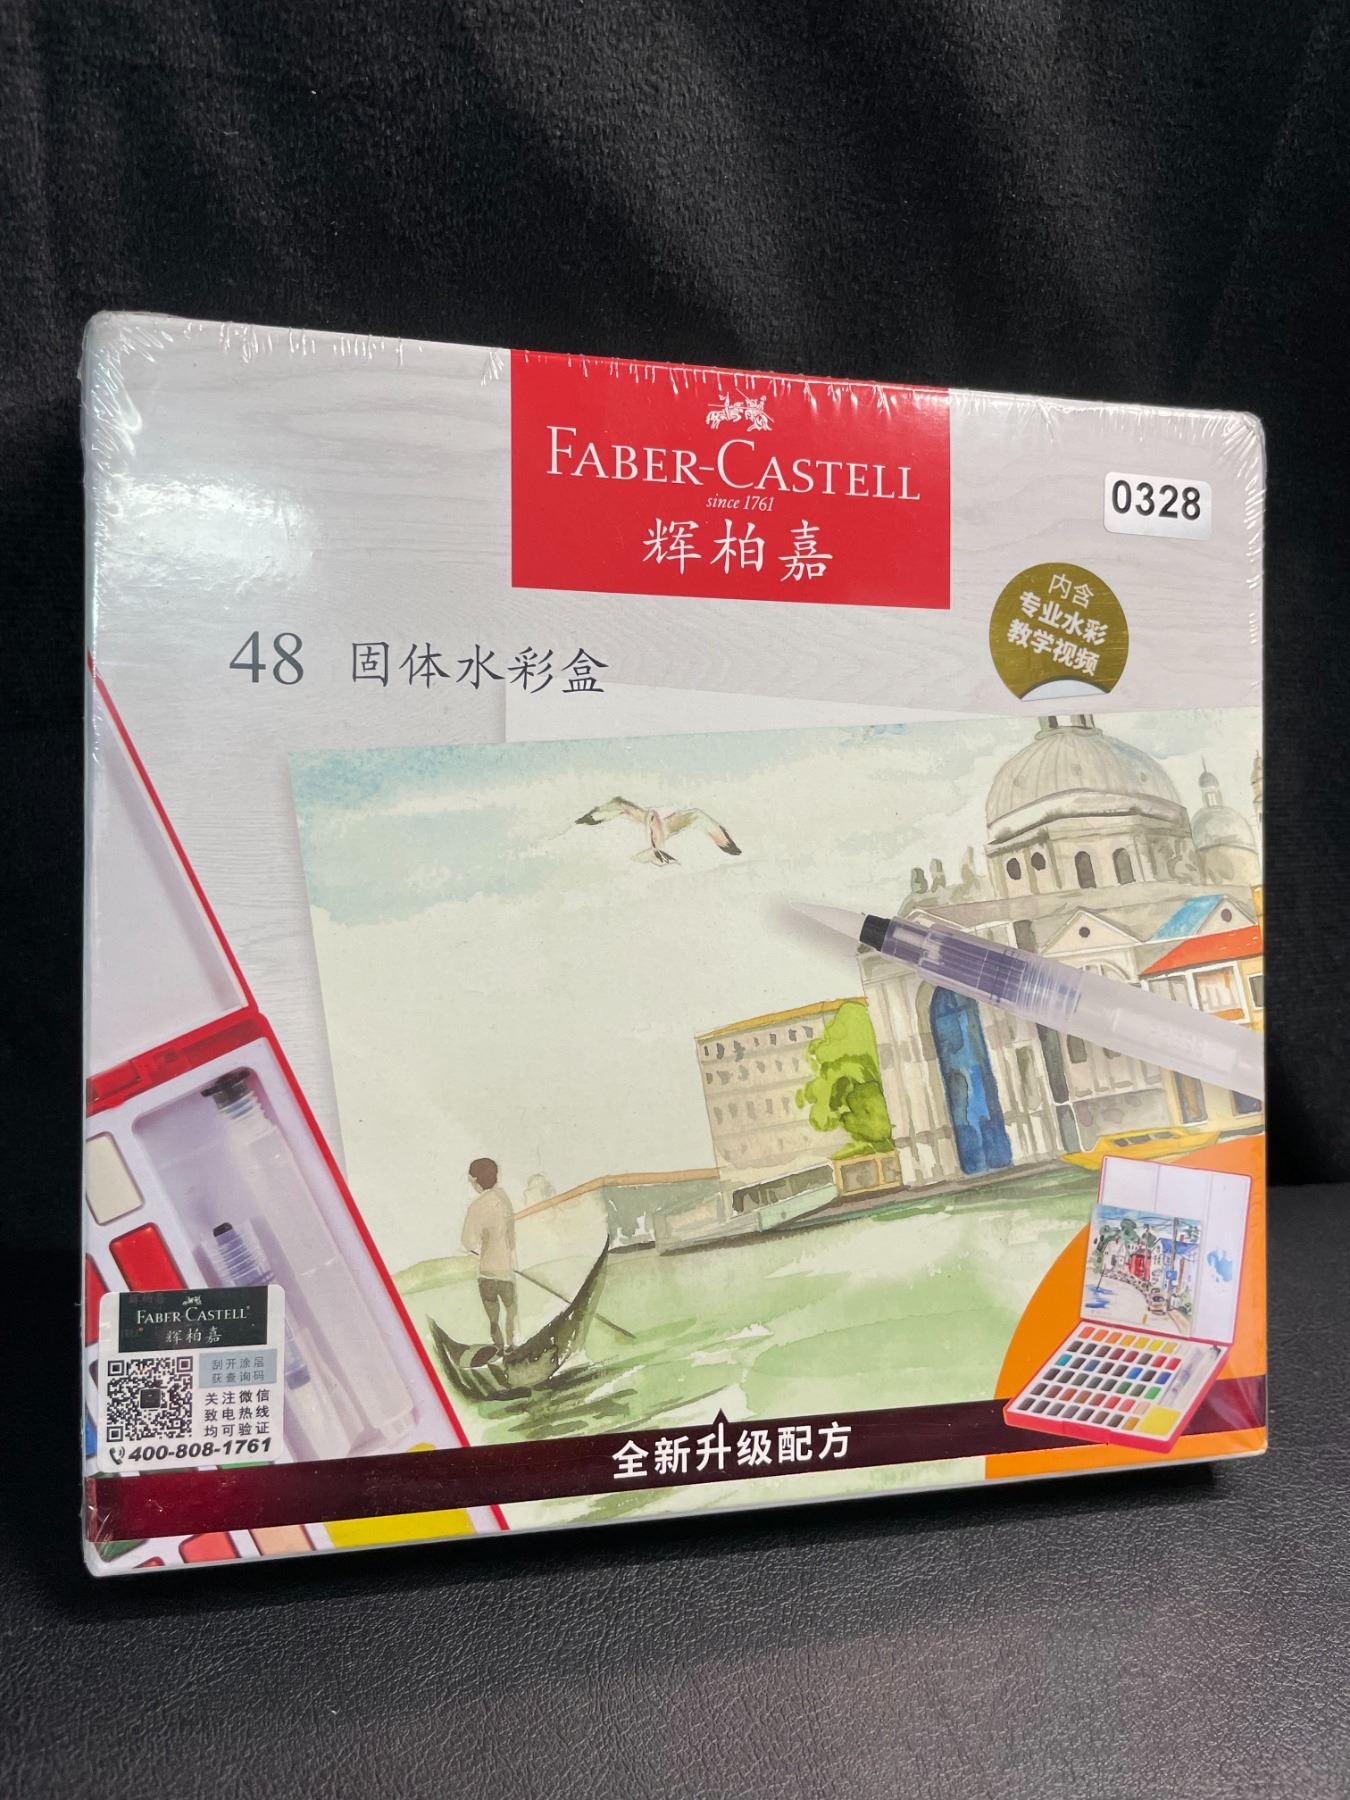 FABER-CASTELL
since 1761
辉柏嘉
0328
内含
专业水彩
教学视频
48 固体水彩盒
FABER-CASTELL
辉柏嘉
刮开涂层
获查询码
关注微信
致电热线
均可验证
400-808-1761
全新升级配方